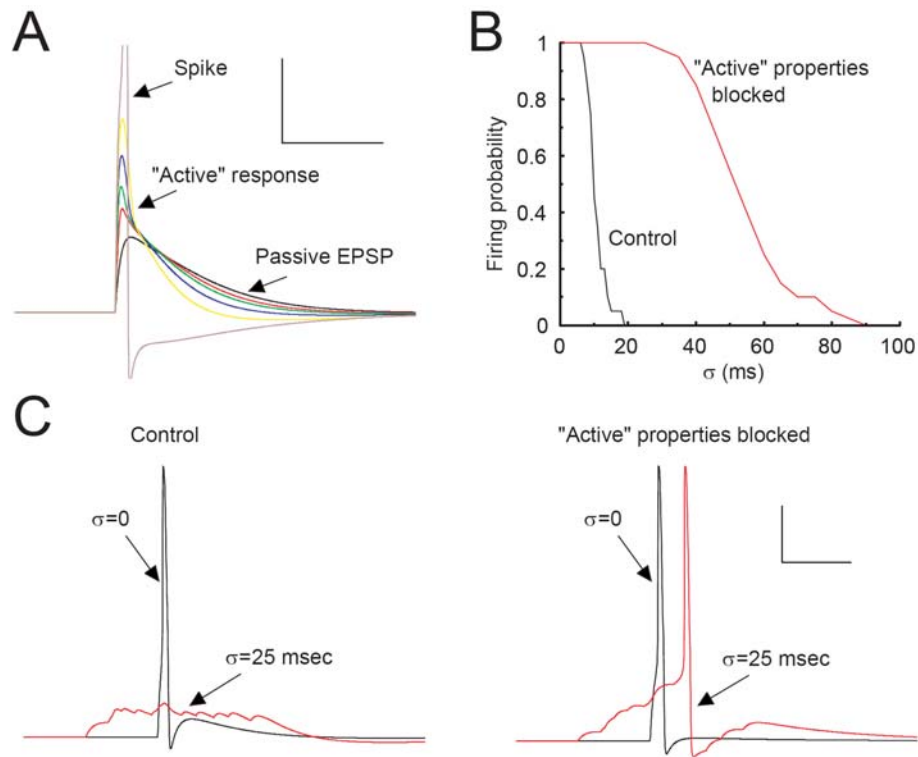 A
Spike
"Active" response
Passive EPSP
B
Firing probability
1
0.8
0.6
0.4
0.2
0
"Active" properties
blocked
Control
0 20 40 60 80 100
σ (ms)
C
Control
σ=0
σ=25 msec
"Active" properties blocked
σ=0
σ=25 msec